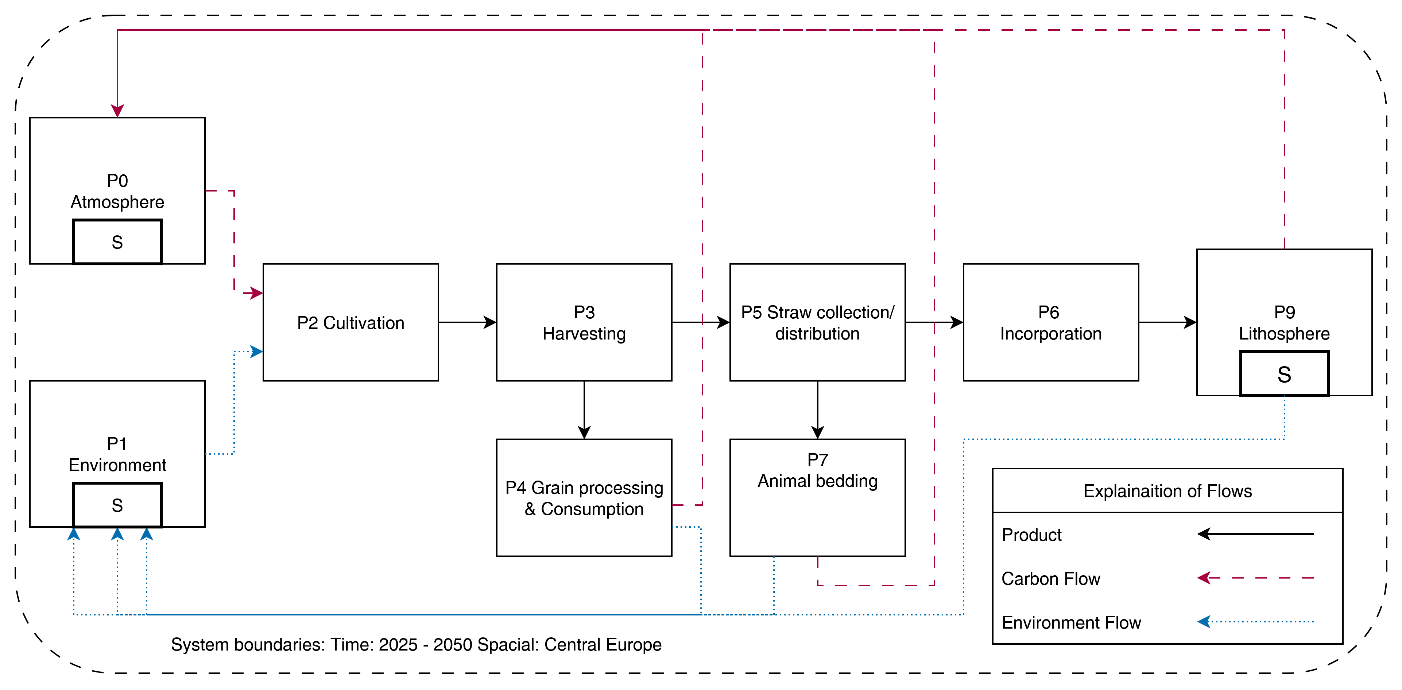 P0
Atmosphere
S
P2 Cultivation
P3
Harvesting
P5 Straw collection/
distribution
P6
Incorporation
P9
Lithosphere
S
P1
Environment
S
P4 Grain processing
& Consumption
P7
Animal bedding
Explainaition of Flows
Product
Carbon Flow
Environment Flow
System boundaries: Time: 2025 - 2050 Spacial: Central Europe